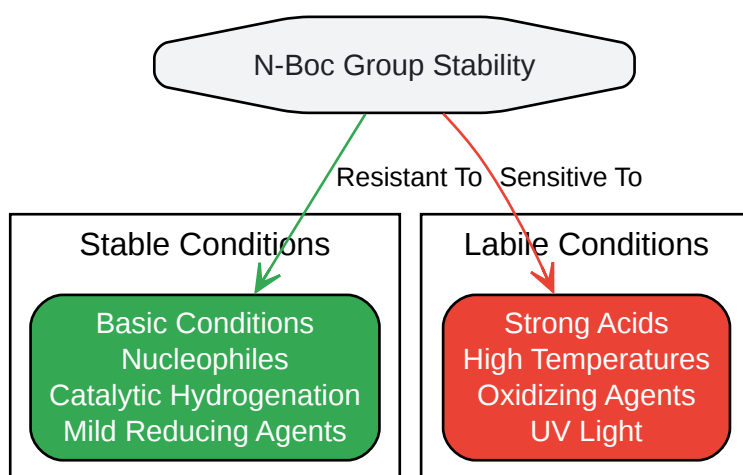 N-Boc Group Stability
Resistant To
Sensitive To
Stable Conditions
Basic Conditions
Nucleophiles
Catalytic Hydrogenation
Mild Reducing Agents
Labile Conditions
Strong Acids
High Temperatures
Oxidizing Agents
UV Light